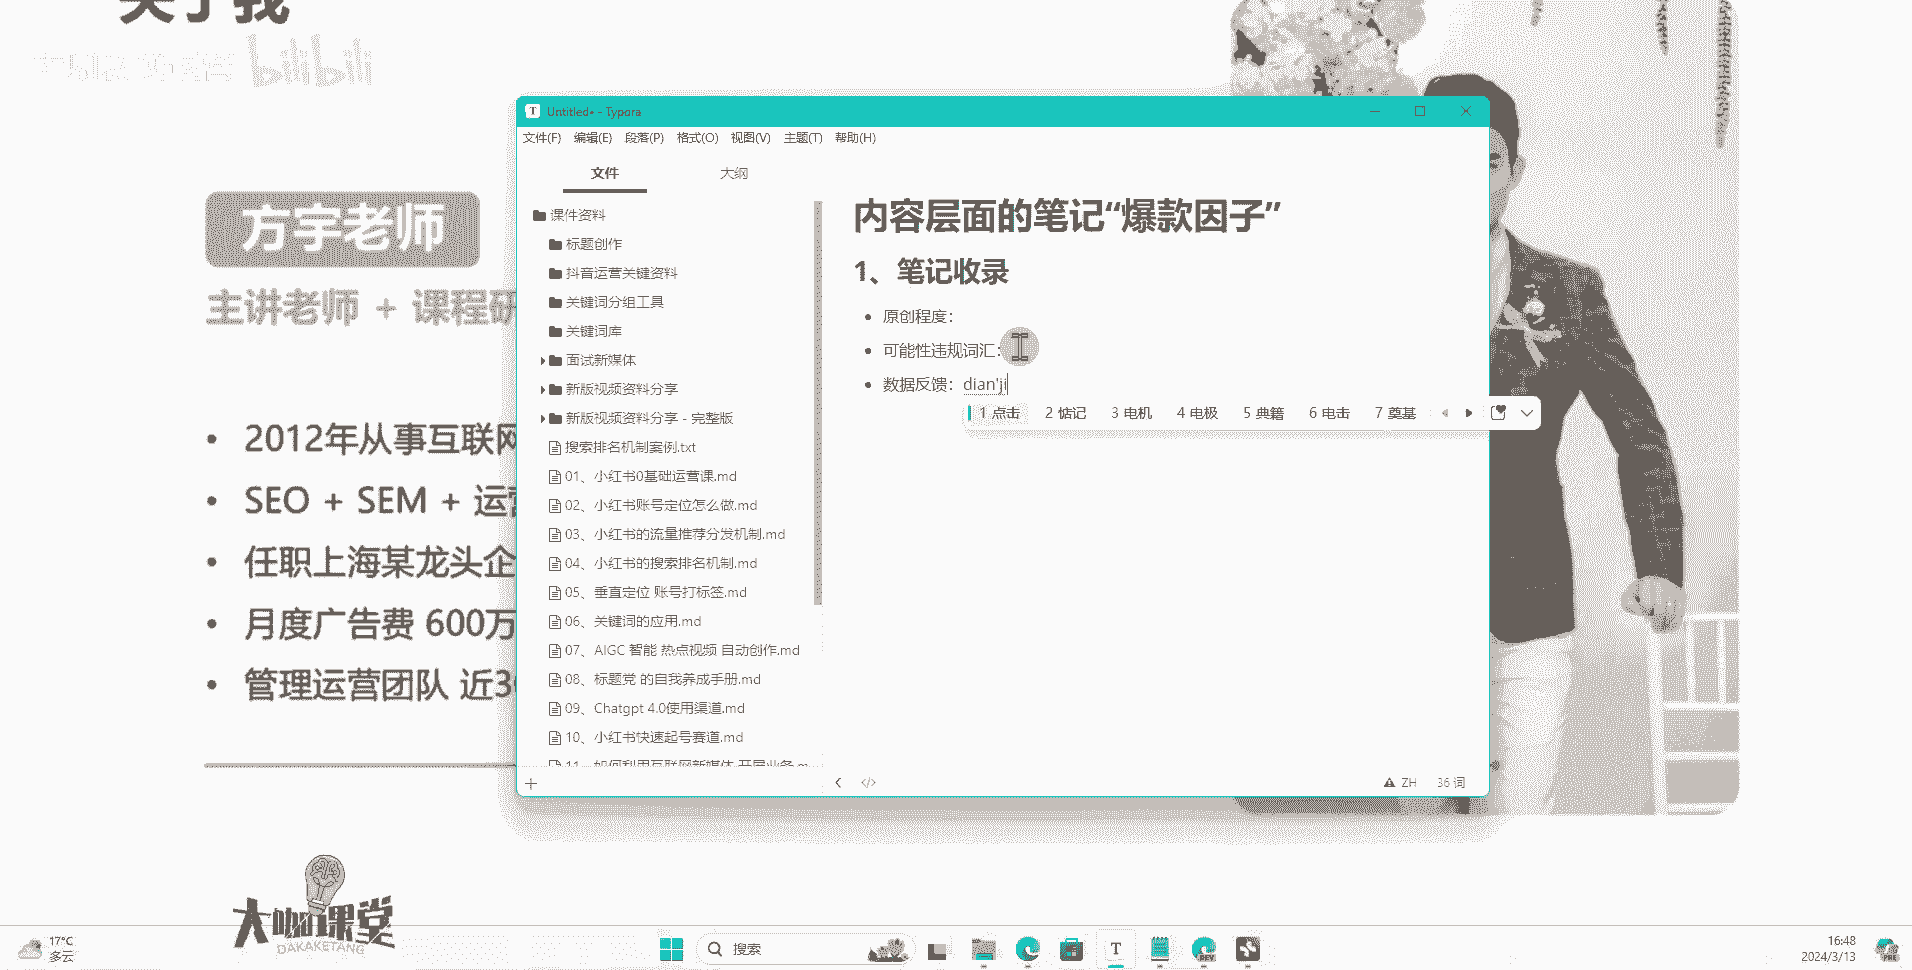 关于我
bilibili
方宇老师
主讲老师 + 课程研
2012年从事互联网
SEO + SEM + 运营
任职上海某龙头企
月度广告费 600万
管理运营团队 近3
大咖课堂
DAKAKETANG
Untitled• - Typora
文件(F) 编辑(E) 段落(P) 格式(O) 视图(V) 主题(T) 帮助(H)
文件 大纲
课件资料
标题创作
抖音运营关键资料
关键词分组工具
关键词库
面试新媒体
新版视频资料分享
新版视频资料分享 - 完整版
搜索排名机制案例.txt
01、小红书0基础运营课.md
02、小红书账号定位怎么做.md
03、小红书的流量推荐分发机制.md
04、小红书的搜索排名机制.md
05、垂直定位 账号打标签.md
06、关键词的应用.md
07、AIGC 智能 热点视频 自动创作.md
08、标题党 的自我养成手册.md
09、Chatgpt 4.0使用渠道.md
10、小红书快速起号赛道.md
11、如何利用互联网新媒体 开展业务.m
内容层面的笔记“爆款因子”
1、笔记收录
原创程度：
可能性违规词汇：
数据反馈：dian'ji
1 点击 2 惦记 3 电机 4 电极 5 典籍 6 电击 7 奠基
ZH 36 词
17°C
多云
搜索
T
DEV
16:48
2024/3/13
PRE